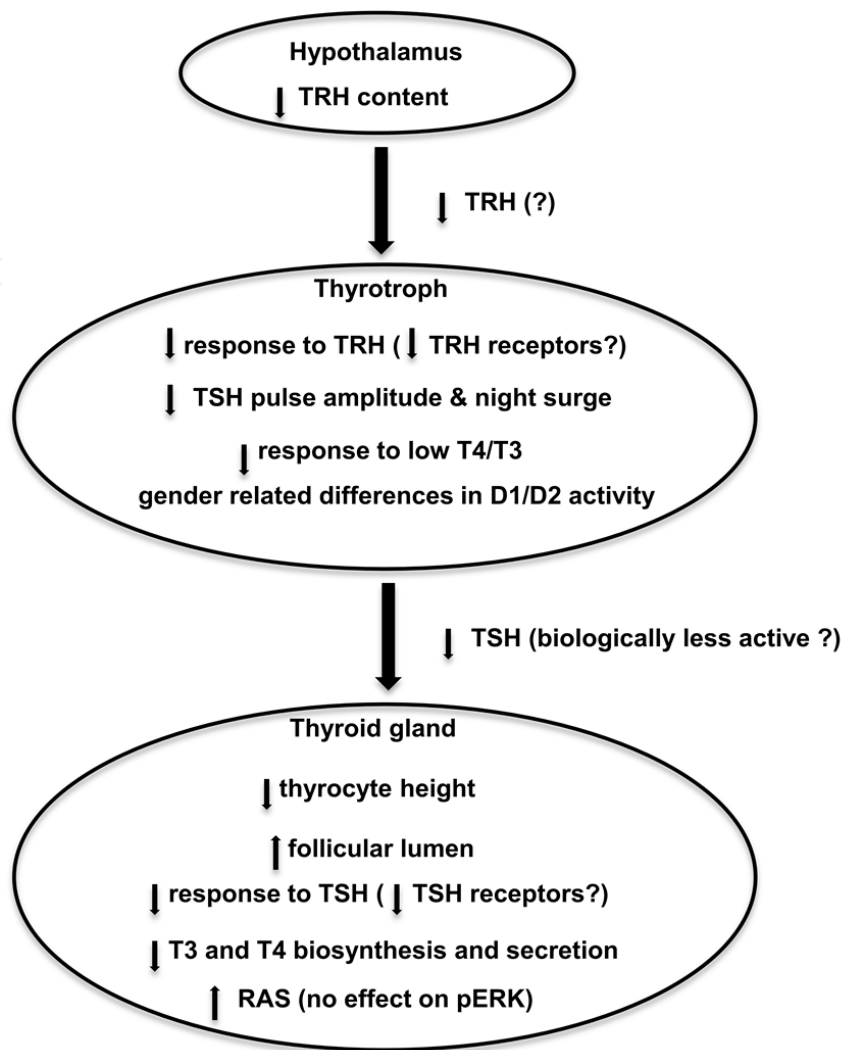 Hypothalamus
↓ TRH content
↓ TRH (?)
Thyrotroph
↓ response to TRH ( ↓ TRH receptors?)
↓ TSH pulse amplitude & night surge
↓ response to low T4/T3
gender related differences in D1/D2 activity
↓ TSH (biologically less active ?)
Thyroid gland
↓ thyrocyte height
↑ follicular lumen
↓ response to TSH ( ↓ TSH receptors?)
↓ T3 and T4 biosynthesis and secretion
↑ RAS (no effect on pERK)